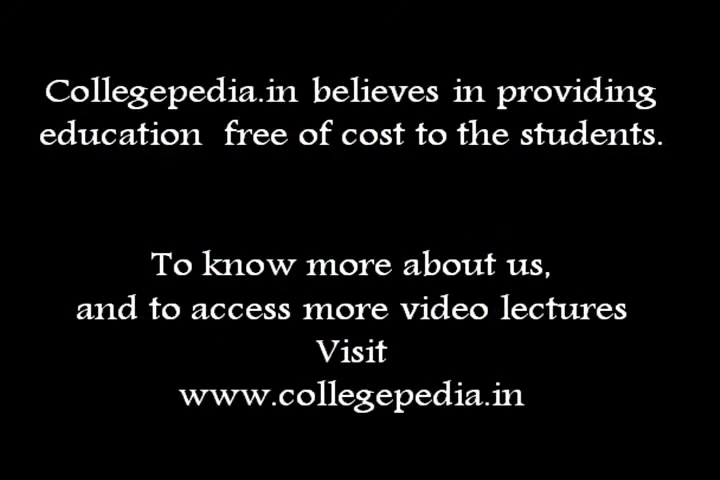 Collegepedia.in believes in providing
education  free of cost to the students.
To know more about us,
and to access more video lectures
Visit
www.collegepedia.in